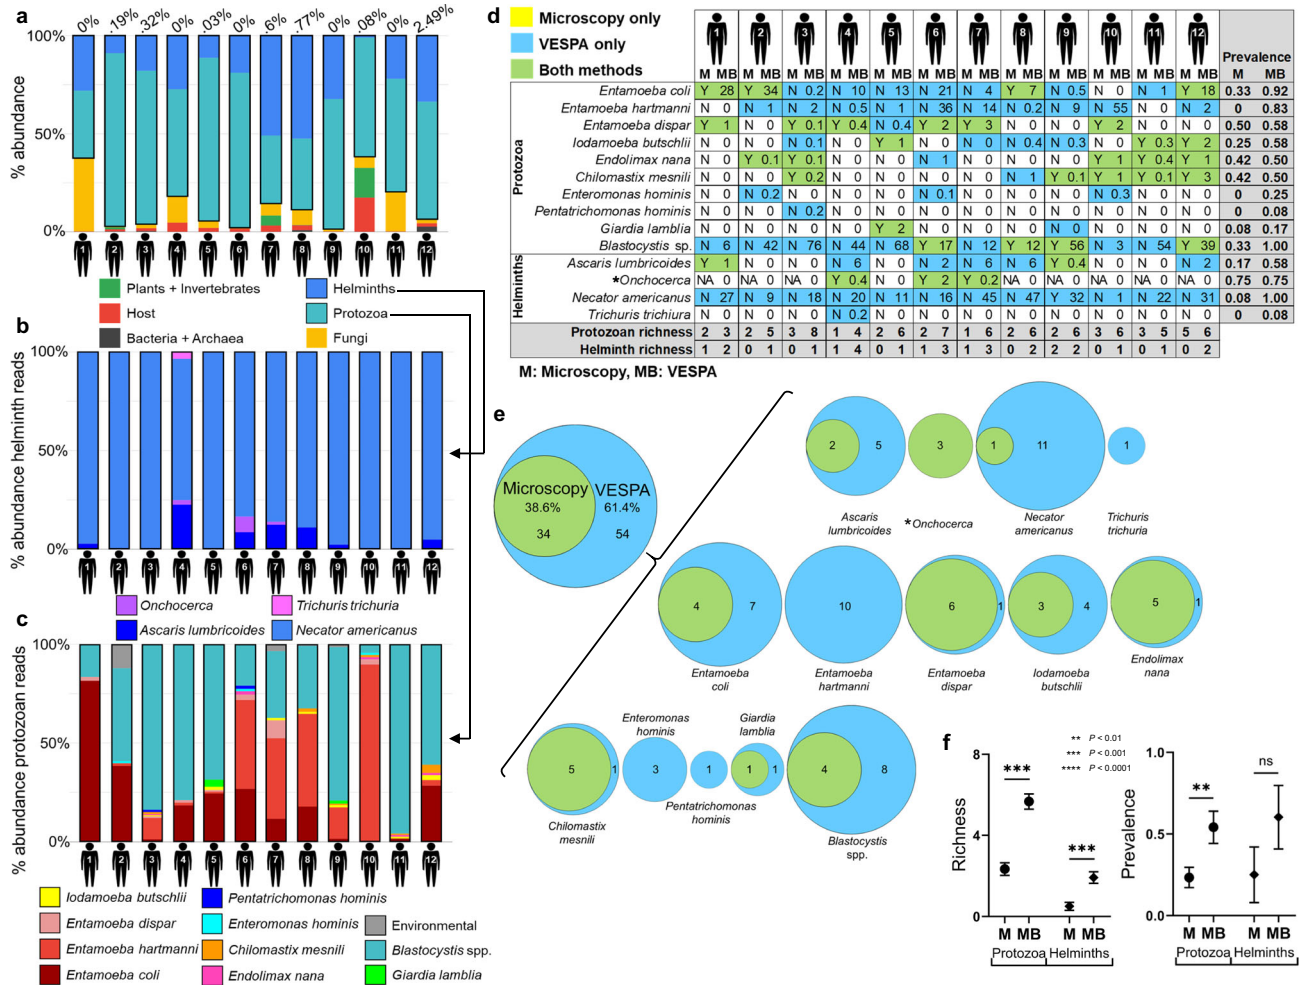 a
% abundance
100%
50%
0%
0% .19% .32% 0% .03% 0% .6% .77% 0% .08% 0% 2.49%
1 2 3 4 5 6 7 8 9 10 11 12
Plants + Invertebrates
Host
Bacteria + Archaea
Helminths
Protozoa
Fungi
b
% abundance helminth reads
100%
50%
0%
1 2 3 4 5 6 7 8 9 10 11 12
Onchocerca
Ascaris lumbricoides
Trichuris trichuria
Necator americanus
c
% abundance protozoan reads
100%
50%
0%
1 2 3 4 5 6 7 8 9 10 11 12
Iodamoeba butschlii
Entamoeba dispar
Entamoeba hartmanni
Entamoeba coli
Pentatrichomonas hominis
Enteromonas hominis
Chilomastix mesnili
Endolimax nana
Environmental
Blastocystis spp.
Giardia lamblia
d
Microscopy only
VESPA only
Both methods
1 2 3 4 5 6 7 8 9 10 11 12
Prevalence
M MB M MB M MB M MB M MB M MB M MB M MB M MB M MB M MB M MB M MB
Protozoa
Entamoeba coli Y 28 Y 34 N 0.2 N 10 N 13 N 21 N 4 Y 7 N 0.5 N 0 N 1 Y 18 0.33 0.92
Entamoeba hartmanni N 0 N 1 N 2 N 0.5 N 1 N 36 N 14 N 0.2 N 9 N 55 N 0 N 2 0 0.83
Entamoeba dispar Y 1 N 0 Y 0.1 Y 0.4 N 0.4 Y 2 Y 3 N 0 N 0 Y 2 N 0 N 0 0.50 0.58
Iodamoeba butschlii N 0 N 0 N 0.1 N 0 Y 1 N 0 N 0 N 0.4 N 0.3 N 0 Y 0.3 Y 2 0.25 0.58
Endolimax nana N 0 Y 0.1 Y 0.1 N 0 N 0 N 1 N 0 N 0 N 0 Y 1 Y 0.4 Y 1 0.42 0.50
Chilomastix mesnili N 0 N 0 Y 0.2 N 0 N 0 N 0 N 0 N 1 Y 0.1 Y 1 Y 1 Y 3 0.42 0.50
Enteromonas hominis N 0 N 0.2 N 0 N 0 N 0 N 0.1 N 0 N 0 N 0 N 0.3 N 0 N 0 0 0.25
Pentatrichomonas hominis N 0 N 0 N 0.2 N 0 N 0 N 0 N 0 N 0 N 0 N 0 N 0 N 0 0 0.08
Giardia lamblia N 0 N 0 N 0 N 0 Y 2 N 0 N 0 N 0 N 0 N 0 N 0 N 0 0.08 0.17
Blastocystis sp. N 6 N 42 N 76 N 44 N 68 Y 17 N 12 Y 12 Y 56 N 3 N 54 Y 39 0.33 1.00
Helminths
Ascaris lumbricoides Y 1 N 0 N 0 N 6 N 0 N 2 N 6 N 6 Y 0.4 N 0 N 0 N 2 0.17 0.58
*Onchocerca NA 0 NA 0 NA 0 Y 0.4 N 0 Y 2 Y 0.2 NA 0 NA 0 NA 0 NA 0 NA 0 0.75 0.75
Necator americanus N 27 N 9 N 18 N 20 N 11 N 16 N 45 N 47 Y 32 N 1 N 22 N 31 0.08 1.00
Trichuris trichiura N 0 N 0 N 0 N 0.2 N 0 N 0 N 0 N 0 N 0 N 0 N 0 N 0 0 0.08
Protozoan richness 2 3 2 5 3 8 1 4 2 6 2 7 1 6 2 6 2 6 3 6 3 5 5 6
Helminth richness 1 2 0 1 0 1 1 4 0 1 1 3 1 3 0 2 2 2 0 1 0 1 0 2
M: Microscopy, MB: VESPA
e
Microscopy
38.6%
34
VESPA
61.4%
54
2 5
3
1 11
1
Ascaris lumbricoides
*Onchocerca
Necator americanus
Trichuris trichuria
4 7
10
6 1
3 4
5 1
Entamoeba coli
Entamoeba hartmanni
Entamoeba dispar
Iodamoeba butschlii
Endolimax nana
Enteromonas hominis
Giardia lamblia
5 1
3
1
1 1
4 8
Chilomastix mesnili
Pentatrichomonas hominis
Blastocystis spp.
f
** P < 0.01
*** P < 0.001
**** P < 0.0001
Richness
8
4
0
***
***
M MB M MB
Protozoa Helminths
Prevalence
1.0
0.5
0.0
**
ns
M MB M MB
Protozoa Helminths